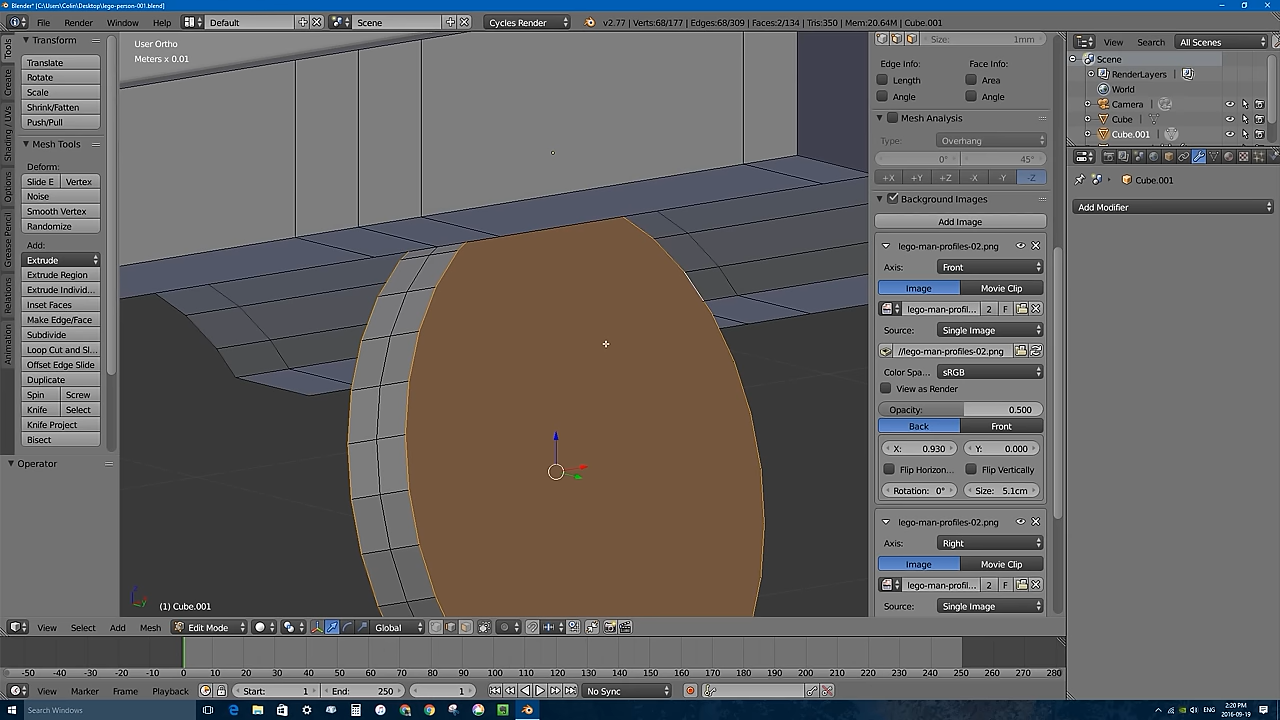 Blender* [C:\Users\Colin\Desktop\lego-person-001.blend]
File Render Window Help Default Scene Cycles Render v2.77 | Verts:68/177 | Edges:68/309 | Faces:2/134 | Tris:350 | Mem:20.64M | Cube.001
Transform
Translate
Rotate
Scale
Shrink/Fatten
Push/Pull
Mesh Tools
Deform:
Slide E Vertex
Noise
Smooth Vertex
Randomize
Add:
Extrude
Extrude Region
Extrude Individ...
Inset Faces
Make Edge/Face
Subdivide
Loop Cut and Sl...
Offset Edge Slide
Duplicate
Spin Screw
Knife Select
Knife Project
Bisect
Operator
Tools
Create
Shading / UVs
Options
Grease Pencil
Relations
Animation
User Ortho
Meters x 0.01
(1) Cube.001
Size: 1mm
Edge Info: Face Info:
Length Area
Angle Angle
Mesh Analysis
Type: Overhang
0° 45°
+X +Y +Z -X -Y -Z
Background Images
Add Image
lego-man-profiles-02.png
Axis: Front
Image Movie Clip
lego-man-profil... 2 F
Source: Single Image
//lego-man-profiles-02.png
Color Spa... sRGB
View as Render
Opacity: 0.500
Back Front
X: 0.930 Y: 0.000
Flip Horizon... Flip Vertically
Rotation: 0° Size: 5.1cm
lego-man-profiles-02.png
Axis: Right
Image Movie Clip
lego-man-profil... 2 F
Source: Single Image
View Search All Scenes
Scene
RenderLayers
World
Camera
Cube
Cube.001
Cube.001
Add Modifier
View Select Add Mesh Edit Mode Global
-50 -40 -30 -20 -10 0 10 20 30 40 50 60 70 80 90 100 110 120 130 140 150 160 170 180 190 200 210 220 230 240 250 260 270 280
View Marker Frame Playback Start: 1 End: 250 1 No Sync
Search Windows
ENG
2:20 PM
2016-09-19